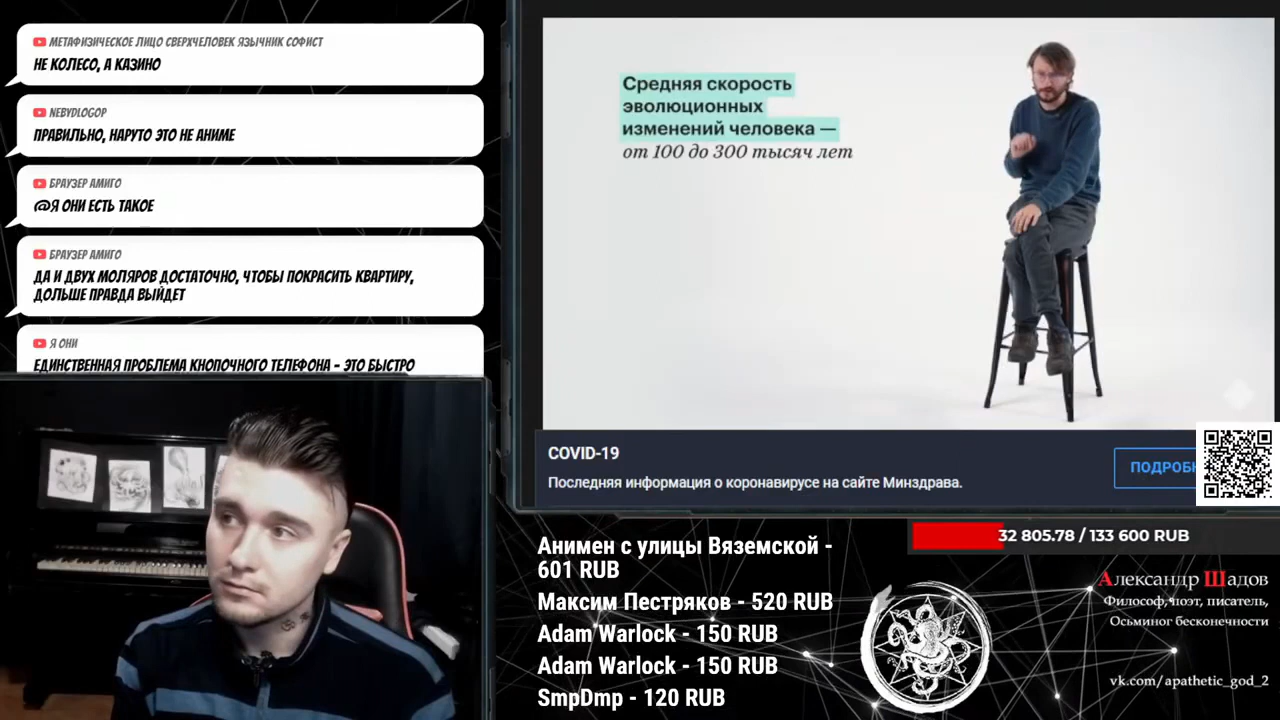 МЕТАФИЗИЧЕСКОЕ ЛИЦО СВЕРХЧЕЛОВЕК ЯЗЫЧНИК СОФИСТ
НЕ КОЛЕСО, А КАЗИНО
NEBYDLOGOP
ПРАВИЛЬНО, НАРУТО ЭТО НЕ АНИМЕ
БРАУЗЕР АМИГО
@Я ОНИ ЕСТЬ ТАКОЕ
БРАУЗЕР АМИГО
ДА И ДВУХ МОЛЯРОВ ДОСТАТОЧНО, ЧТОБЫ ПОКРАСИТЬ КВАРТИРУ,
ДОЛЬШЕ ПРАВДА ВЫЙДЕТ
Я ОНИ
ЕДИНСТВЕННАЯ ПРОБЛЕМА КНОПОЧНОГО ТЕЛЕФОНА - ЭТО БЫСТРО
Средняя скорость
эволюционных
изменений человека —
от 100 до 300 тысяч лет
COVID-19
Последняя информация о коронавирусе на сайте Минздрава.
ПОДРОБН
32 805.78 / 133 600 RUB
Анимен с улицы Вяземской -
601 RUB
Максим Пестряков - 520 RUB
Adam Warlock - 150 RUB
Adam Warlock - 150 RUB
SmpDmp - 120 RUB
Александр Шадов
Философ, поэт, писатель,
Осьминог бесконечности
vk.com/apathetic_god_2